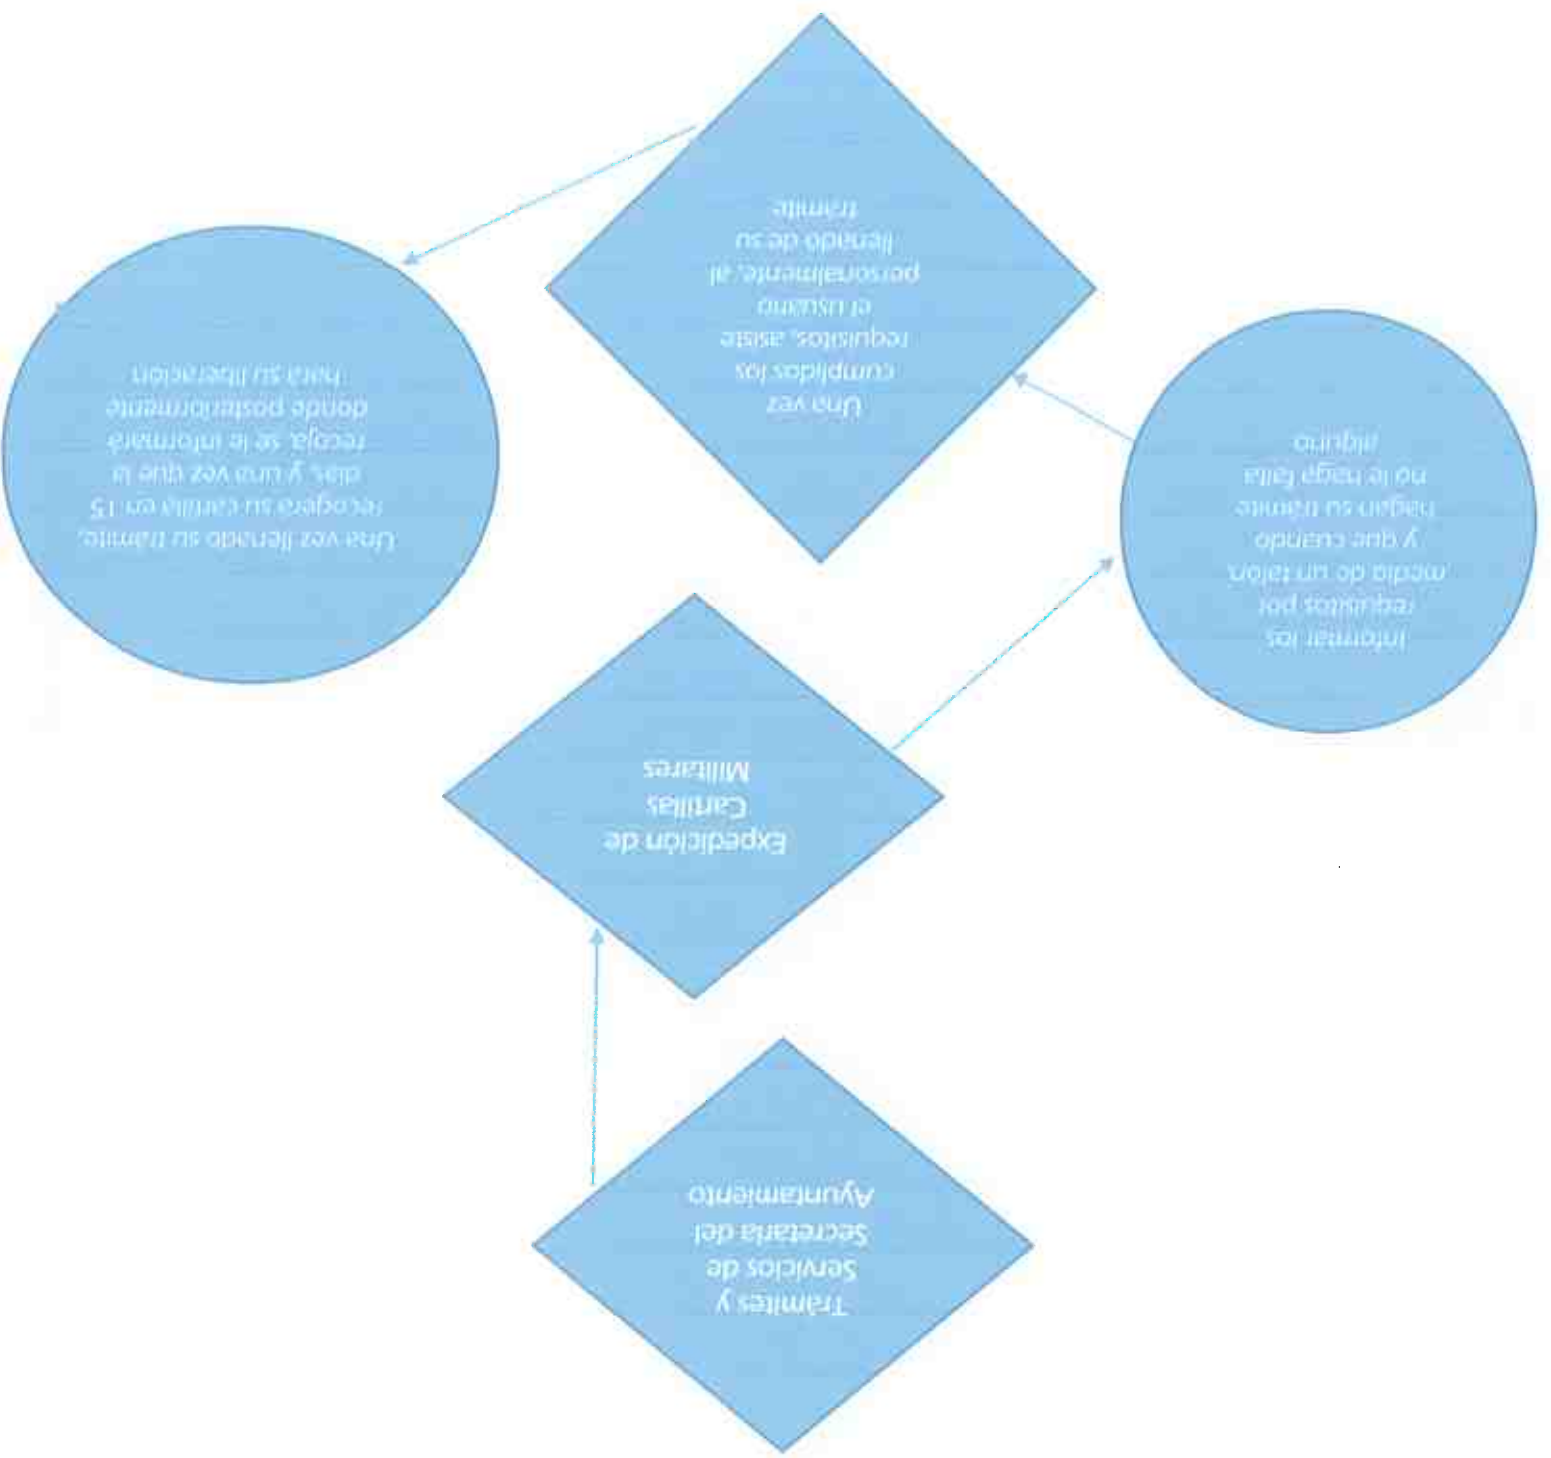 Trámites y
Servicios de
Secretaría del
Ayuntamiento
Expedición de
Cartillas
Militares
Informar los
requisitos por
media de un talón,
y que cuando
hagan su trámite
no le haga falta
alguno
Una vez
cumplidos los
requisitos, asiste
el usuario
personalmente, al
llenado de su
trámite
Una vez llenado su trámite,
recogerá su cartilla en 15
días, y una vez que la
recoja, se le informará
donde posteriormente
hará su liberación